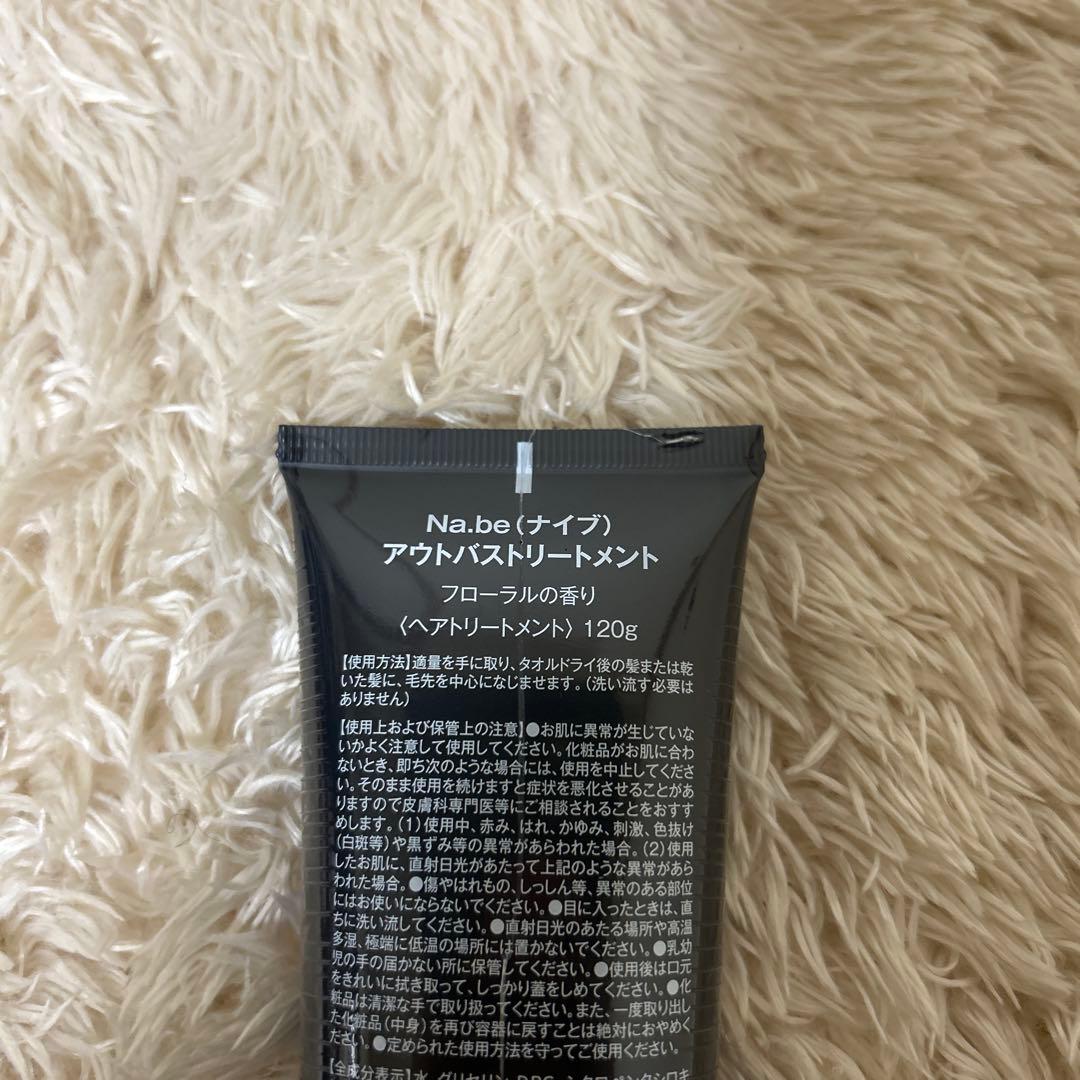 Na.be（ナイブ）
アウトバストリートメント
フローラルの香り
〈ヘアトリートメント〉120g
【使用方法】適量を手に取り、タオルドライ後の髪または乾
いた髪に、毛先を中心になじませます。（洗い流す必要は
ありません）
【使用上および保管上の注意】●お肌に異常が生じていな
いかよく注意して使用してください。化粧品がお肌に合わ
ないとき、即ち次のような場合には、使用を中止してくださ
い。そのまま使用を続けますと症状を悪化させることがあ
りますので皮膚科専門医等にご相談されることをおすす
めします。（1）使用中、赤み、はれ、かゆみ、刺激、色抜け
（白斑等）や黒ずみ等の異常があらわれた場合。（2）使用
したお肌に、直射日光があたって上記のような異常があら
われた場合。●傷やはれもの、しっしん等、異常のある部位
にはお使いにならないでください。●目に入ったときは、直
ちに洗い流してください。●直射日光のあたる場所や高温
多湿、極端に低温の場所には置かないでください。●乳幼
児の手の届かない所に保管してください。●使用後は口元
をきれいに拭き取って、しっかり蓋をしめてください。●化
粧品は清潔な手で取り扱ってください。また、一度取り出し
た化粧品（中身）を再び容器に戻すことは絶対におやめく
ださい。●定められた使用方法を守ってご使用ください。
【全成分表示】水、グリセリン、DPG、シクロペンタシロキ